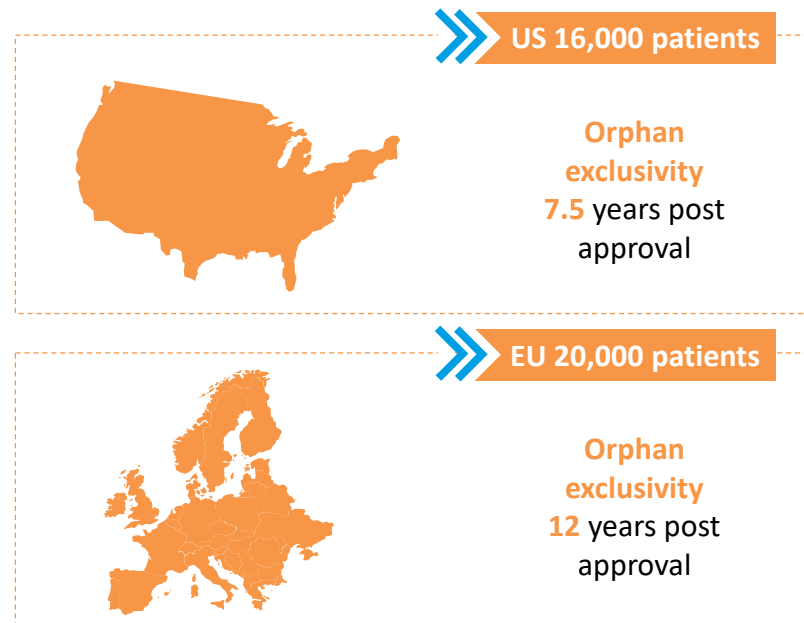 US 16,000 patients
Orphan
exclusivity
7.5 years post
approval
EU 20,000 patients
Orphan
exclusivity
12 years post
approval